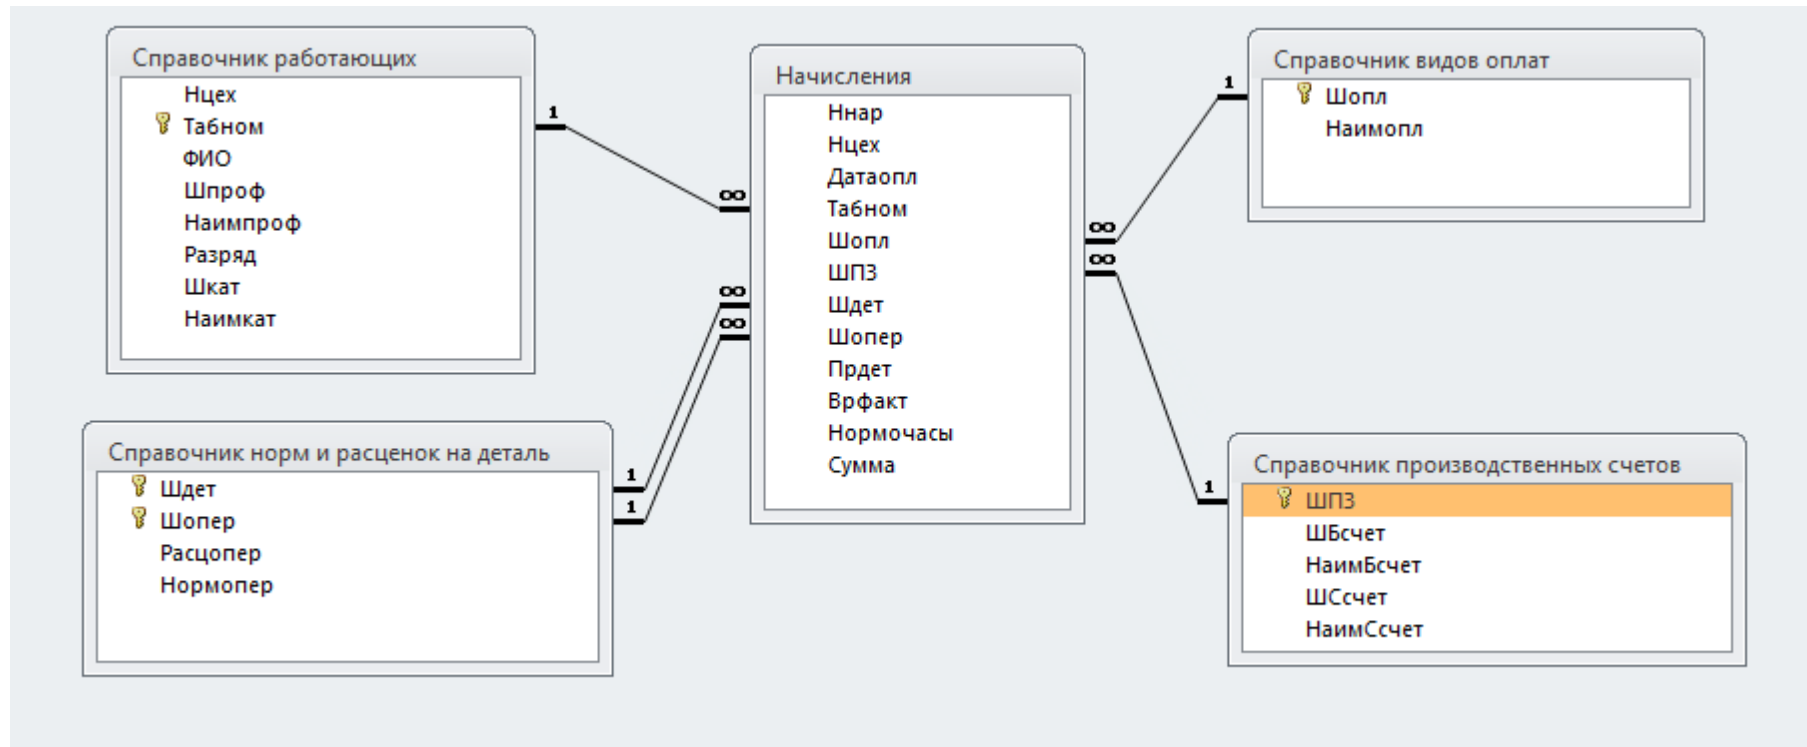 Справочник работающих
Нцех
Табном
ФИО
Шпроф
Наимпроф
Разряд
Шкат
Наимкат
1
∞
Начисления
Ннар
Нцех
Датаопл
Табном
Шопл
ШПЗ
Шдет
Шопер
Прдет
Врфакт
Нормочасы
Сумма
∞
∞
1
Справочник видов оплат
Шопл
Наимопл
∞
∞
Справочник норм и расценок на деталь
Шдет
Шопер
Расцопер
Нормопер
1
1
1
Справочник производственных счетов
ШПЗ
ШБсчет
НаимБсчет
ШСсчет
НаимСсчет